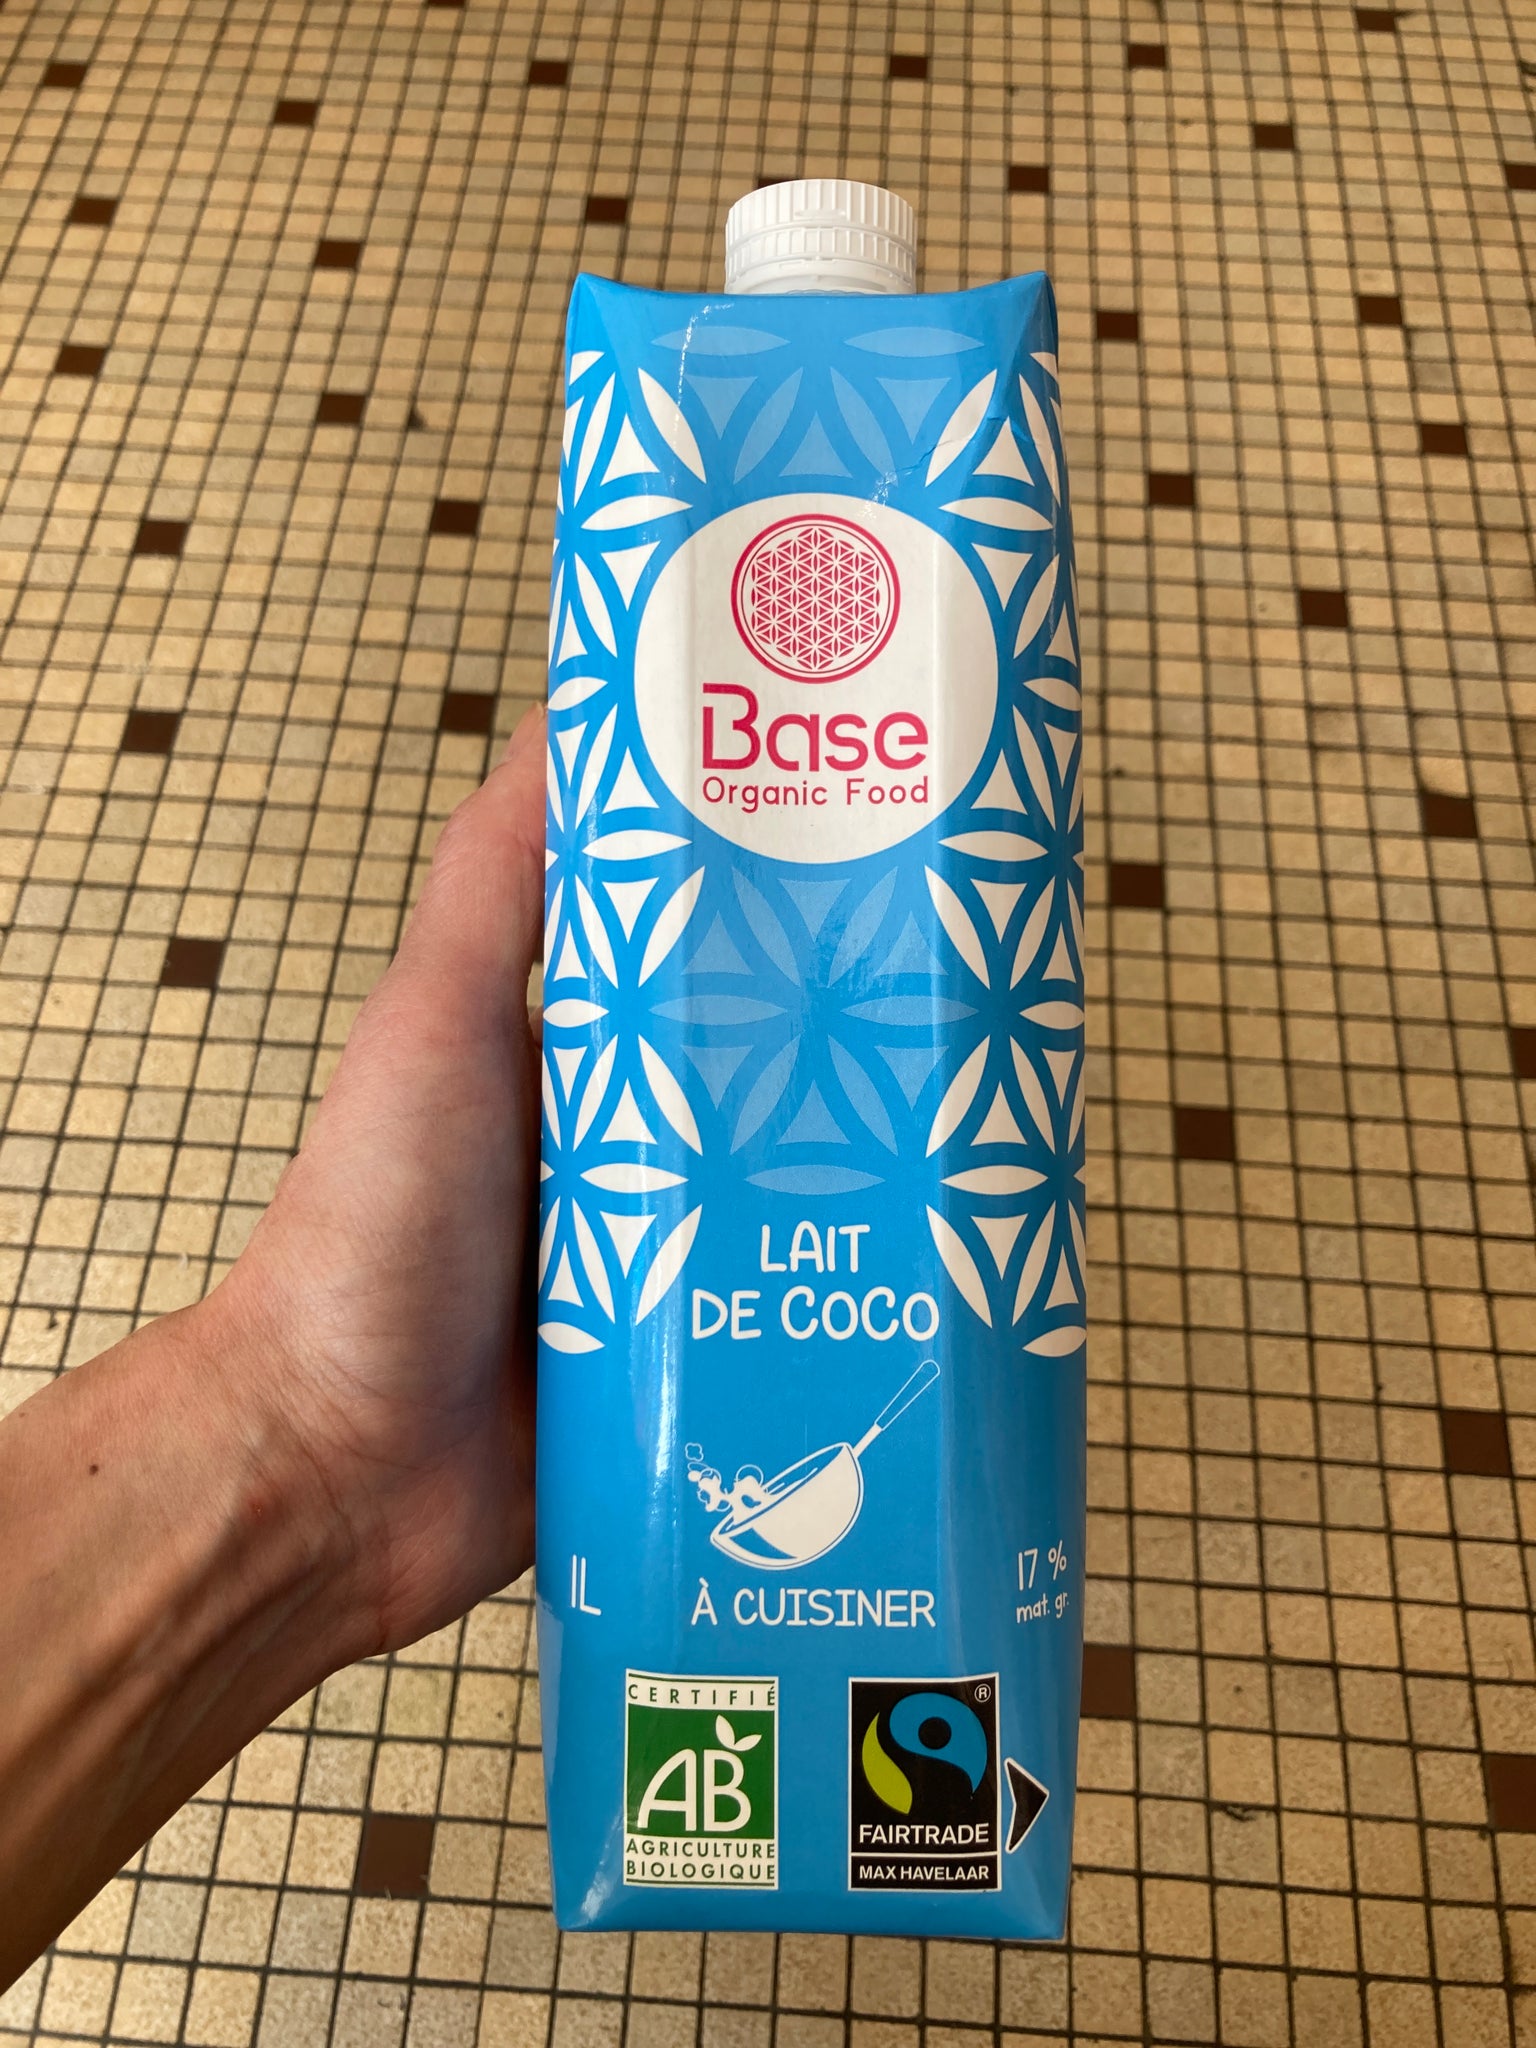 Base
Organic Food
LAIT
DE COCO
1L
À CUISINER
17 %
mat. gr.
CERTIFIÉ
AB
AGRICULTURE
BIOLOGIQUE
®
FAIRTRADE
MAX HAVELAAR